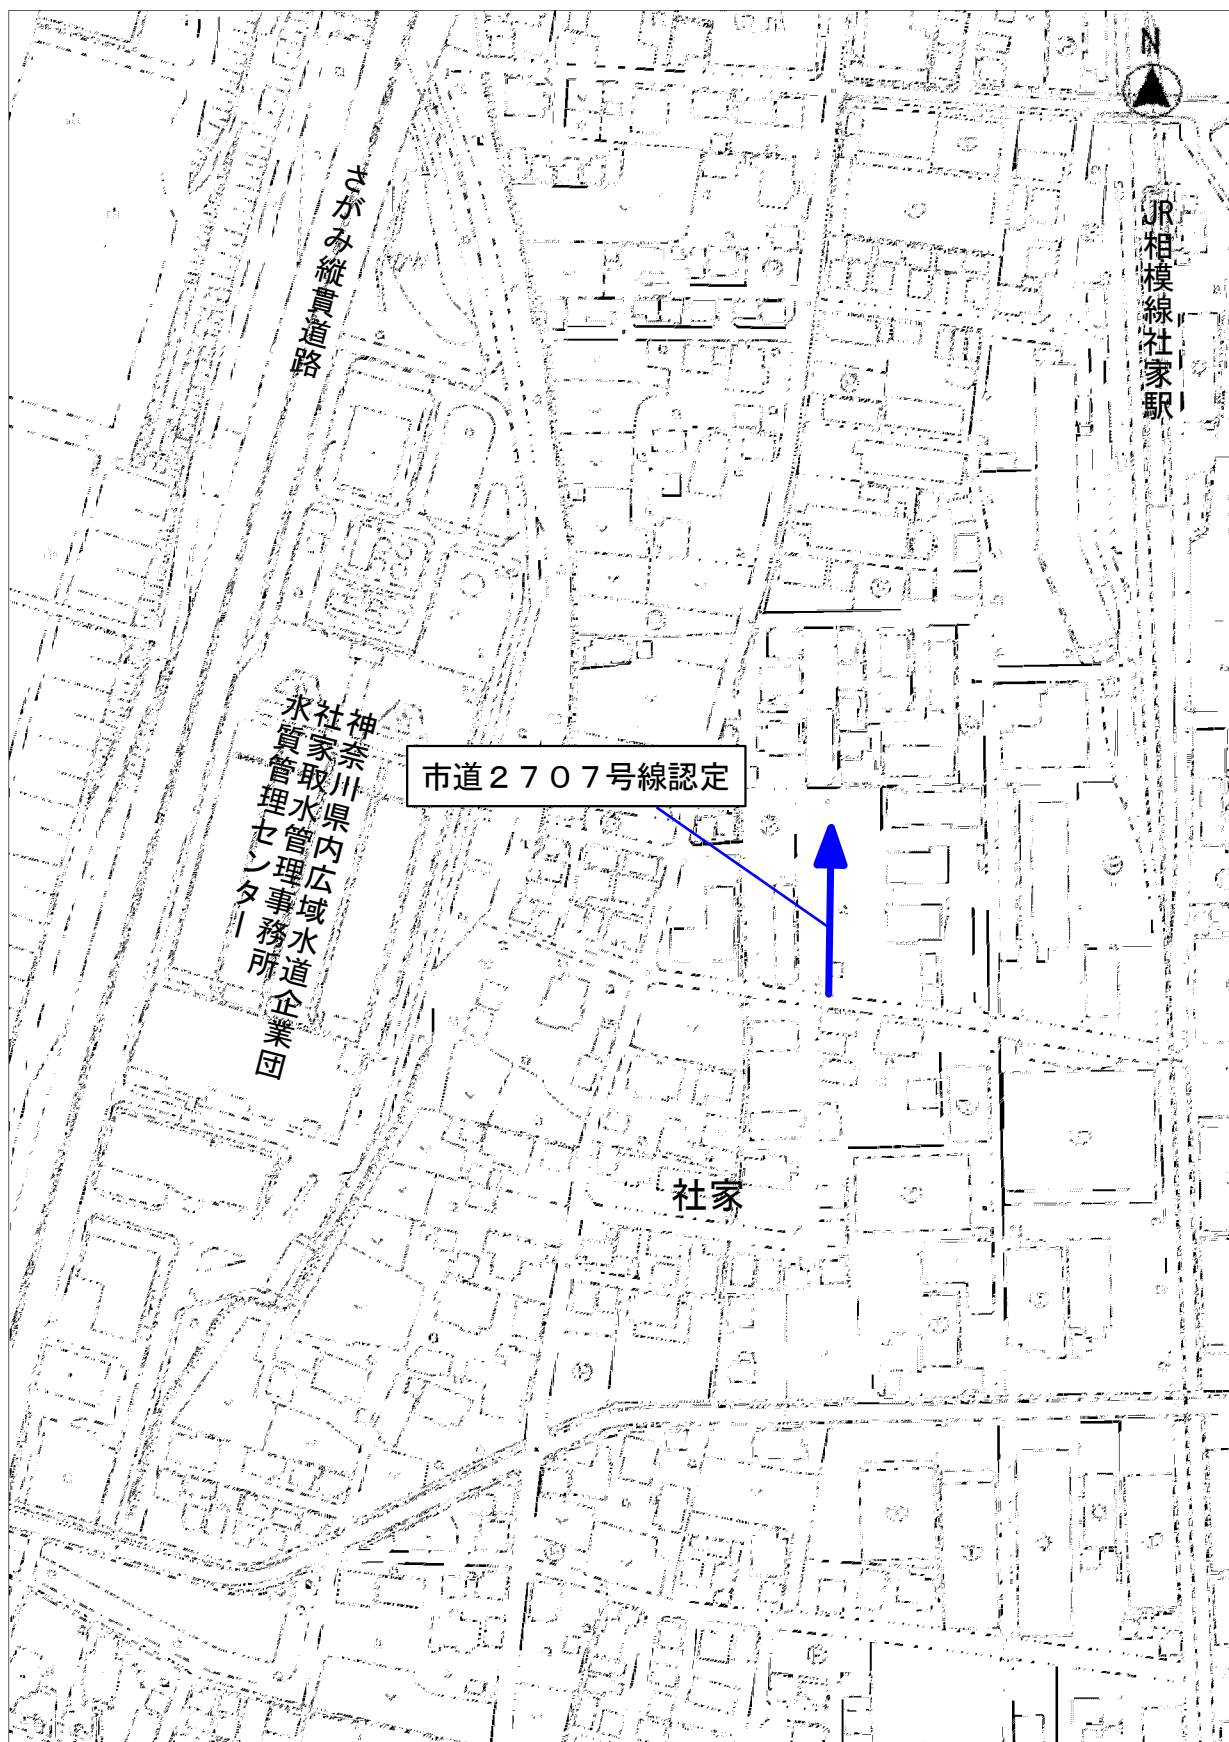 N
JR相模線社家駅
さがみ縦貫道路
神奈川県内広域水道企業団
社家取水管理事務所
水質管理センター
市道２７０７号線認定
社家